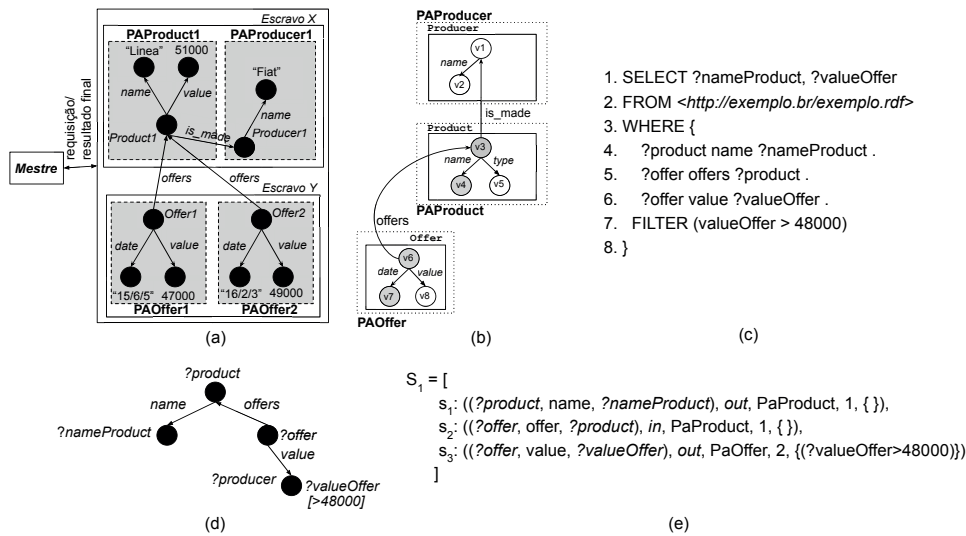 Escravo X
PAProduct1 PAProducer1
"Linea" 51000
"Fiat"
name value
name
Product1 is_made Producer1
Mestre
requisição/
resultado final
offers offers
Escravo Y
Offer1 Offer2
date value date value
"15/6/5" 47000 "16/2/3" 49000
PAOffer1 PAOffer2
(a)
PAProducer
Producer
v1
name
v2
is_made
Product
v3
name type
v4 v5
PAProduct
offers
Offer
v6
date value
v7 v8
PAOffer
(b)
1. SELECT ?nameProduct, ?valueOffer
2. FROM <http://exemplo.br/exemplo.rdf>
3. WHERE {
4. ?product name ?nameProduct .
5. ?offer offers ?product .
6. ?offer value ?valueOffer .
7. FILTER (valueOffer > 48000)
8. }
(c)
?product
name offers
?nameProduct ?offer
value
?producer ?valueOffer
[>48000]
(d)
S1 = [
s1: ((?product, name, ?nameProduct), out, PaProduct, 1, { }),
s2: ((?offer, offer, ?product), in, PaProduct, 1, { }),
s3: ((?offer, value, ?valueOffer), out, PaOffer, 2, {(?valueOffer>48000)})
]
(e)